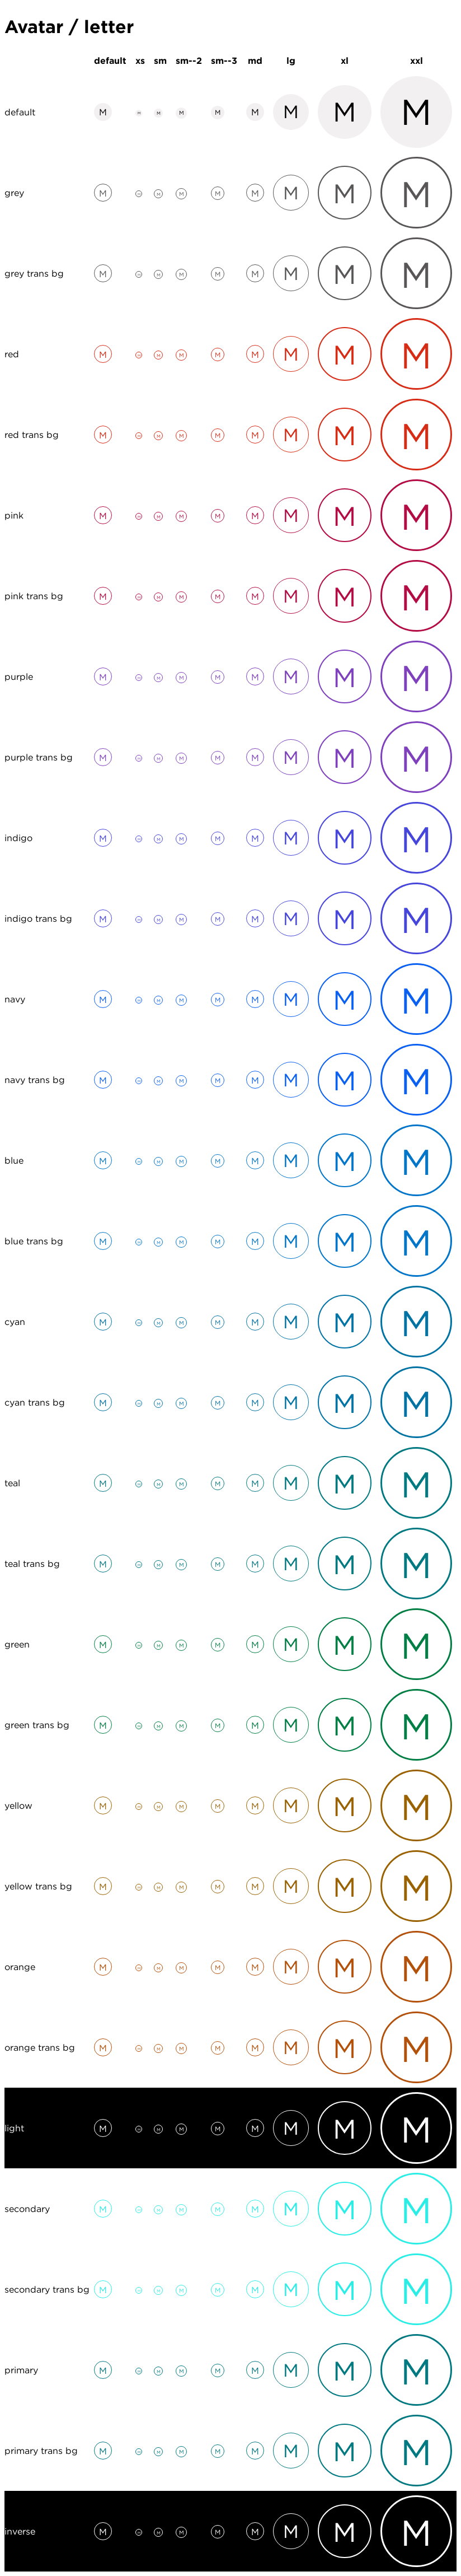 Avatar / letter
default xs sm sm--2 sm--3 md lg xl xxl
default M M M M M M M M M
grey M M M M M M M M M
grey trans bg M M M M M M M M M
red M M M M M M M M M
red trans bg M M M M M M M M M
pink M M M M M M M M M
pink trans bg M M M M M M M M M
purple M M M M M M M M M
purple trans bg M M M M M M M M M
indigo M M M M M M M M M
indigo trans bg M M M M M M M M M
navy M M M M M M M M M
navy trans bg M M M M M M M M M
blue M M M M M M M M M
blue trans bg M M M M M M M M M
cyan M M M M M M M M M
cyan trans bg M M M M M M M M M
teal M M M M M M M M M
teal trans bg M M M M M M M M M
green M M M M M M M M M
green trans bg M M M M M M M M M
yellow M M M M M M M M M
yellow trans bg M M M M M M M M M
orange M M M M M M M M M
orange trans bg M M M M M M M M M
light M M M M M M M M M
secondary M M M M M M M M M
secondary trans bg M M M M M M M M M
primary M M M M M M M M M
primary trans bg M M M M M M M M M
inverse M M M M M M M M M